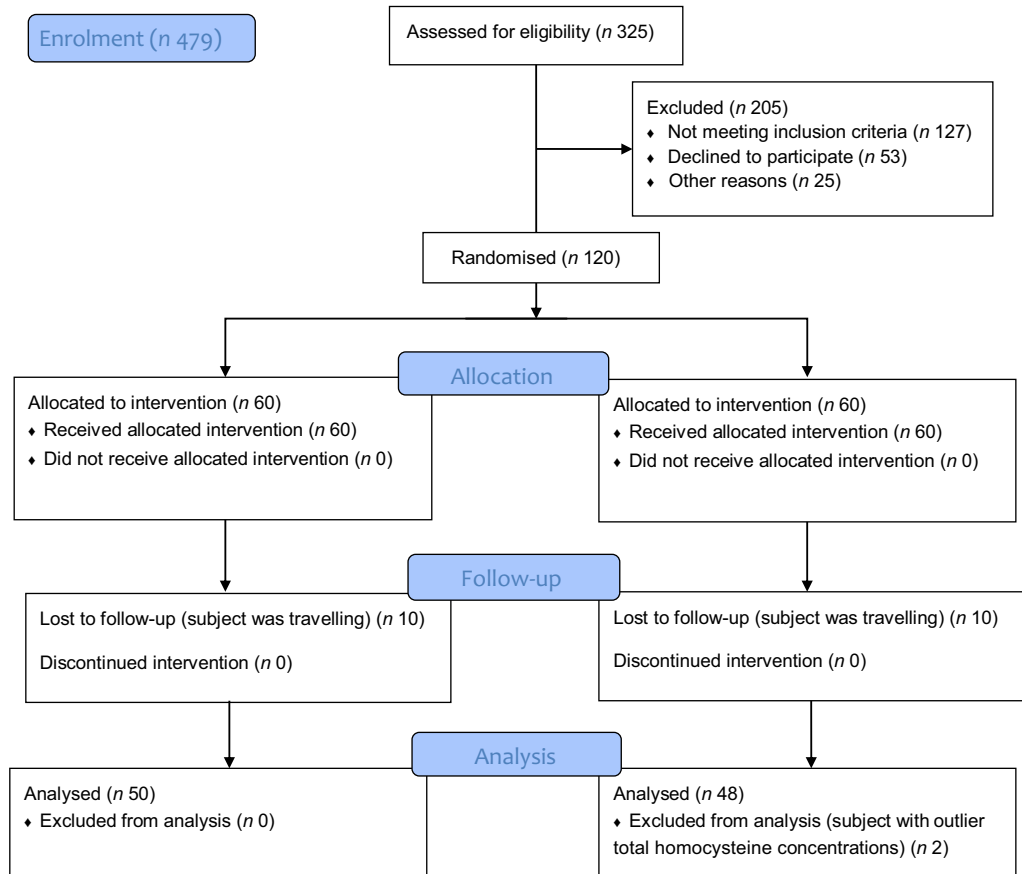 Enrolment (n 479)
Assessed for eligibility (n 325)
Excluded (n 205)
♦ Not meeting inclusion criteria (n 127)
♦ Declined to participate (n 53)
♦ Other reasons (n 25)
Randomised (n 120)
Allocation
Allocated to intervention (n 60)
♦ Received allocated intervention (n 60)
♦ Did not receive allocated intervention (n 0)
Allocated to intervention (n 60)
♦ Received allocated intervention (n 60)
♦ Did not receive allocated intervention (n 0)
Follow-up
Lost to follow-up (subject was travelling) (n 10)
Discontinued intervention (n 0)
Lost to follow-up (subject was travelling) (n 10)
Discontinued intervention (n 0)
Analysis
Analysed (n 50)
♦ Excluded from analysis (n 0)
Analysed (n 48)
♦ Excluded from analysis (subject with outlier
total homocysteine concentrations) (n 2)